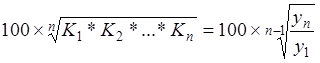 100 × ⁿ√(K₁ * K₂ * ... * Kₙ) = 100 × ⁿ⁻¹√(yₙ / y₁)